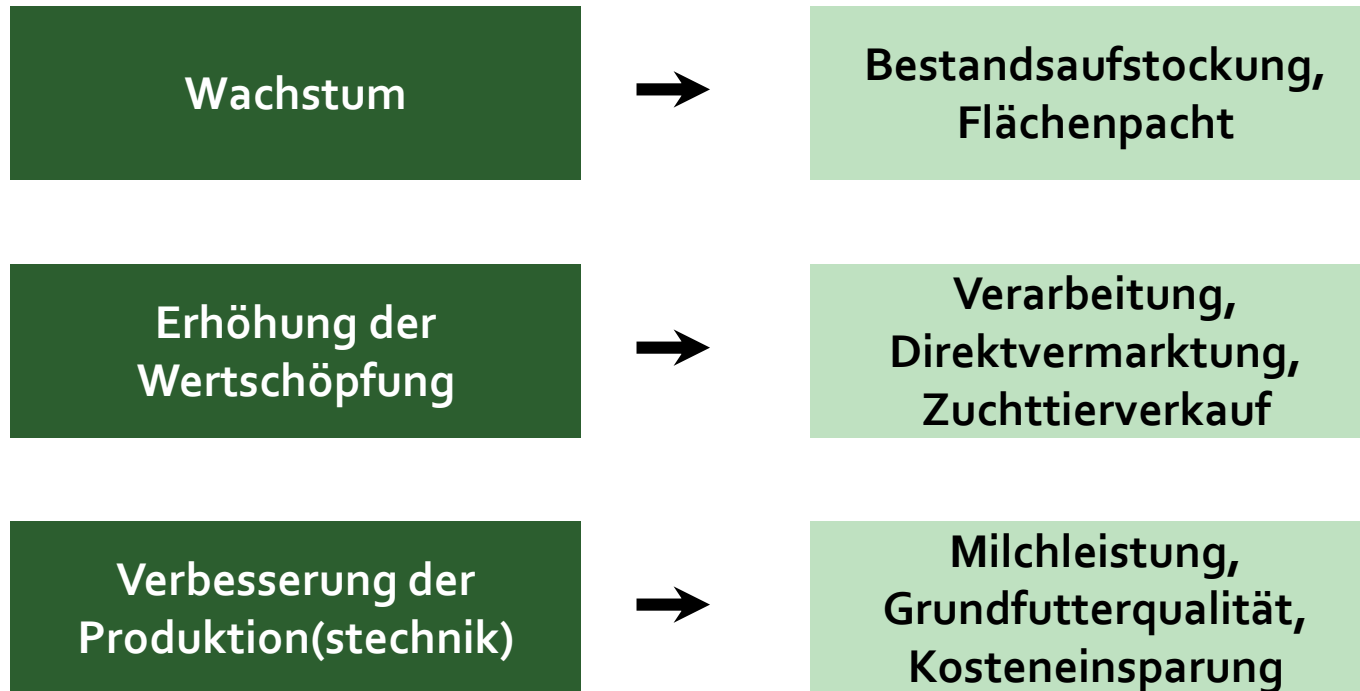 Wachstum
Bestandsaufstockung,
Flächenpacht
Erhöhung der
Wertschöpfung
Verarbeitung,
Direktvermarktung,
Zuchttierverkauf
Verbesserung der
Produktion(stechnik)
Milchleistung,
Grundfutterqualität,
Kosteneinsparung